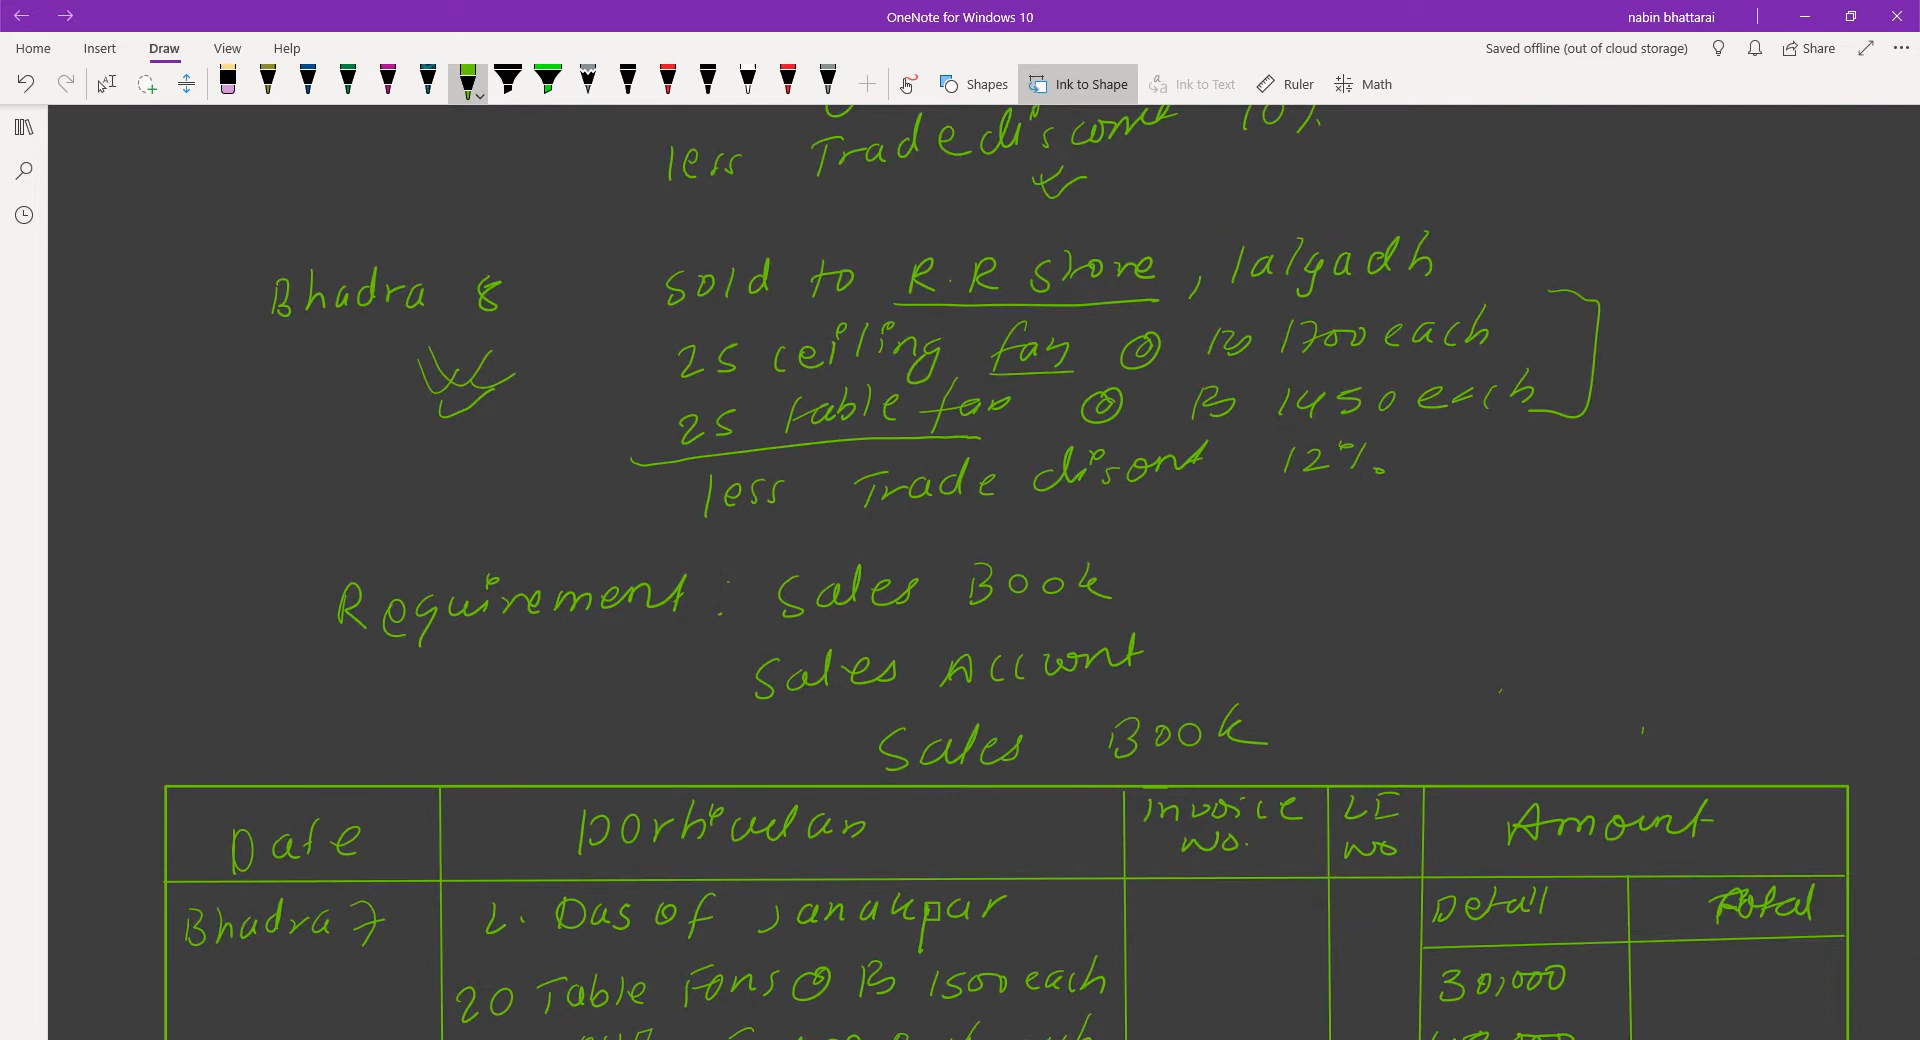 OneNote for Windows 10
nabin bhattarai
Home Insert Draw View Help
Saved offline (out of cloud storage)
Share
Shapes
Ink to Shape
Ink to Text
Ruler
Math
less Trade discount 10%
Bhadra 8 sold to R.R Store, lalgadh
25 ceiling fan @ Rs 1700 each
25 table fan @ Rs 1450 each
less Trade disont 12%
Requirement : Sales Book
Sales Account
Sales Book
Date Particular Invoice No. LF No Amount
Bhadra 7 L. Das of Janakpur Detail Total
20 Table Fans @ Rs 1500 each 30,000